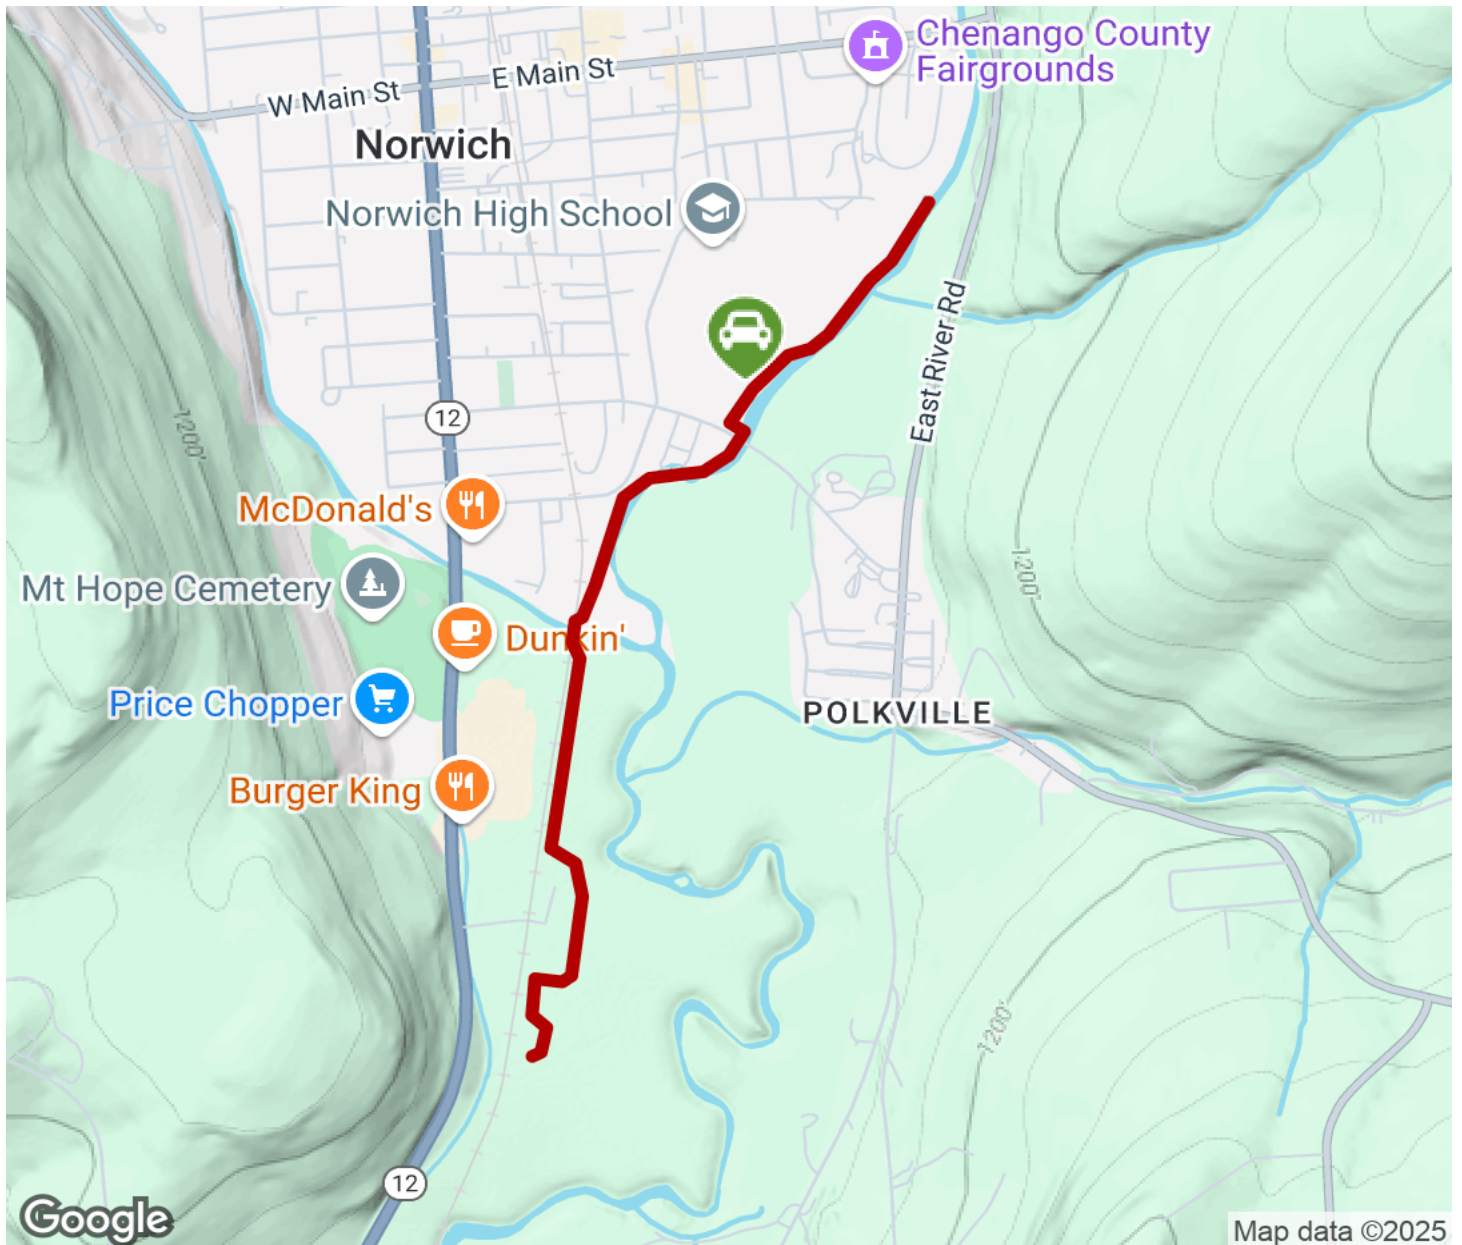 Chenango County
Fairgrounds
E Main St
W Main St
Norwich
Norwich High School
East River Rd
1200'
12
McDonald's
1200'
Mt Hope Cemetery
Dunkin'
Price Chopper
POLKVILLE
Burger King
1200'
12
Google
Map data ©2025